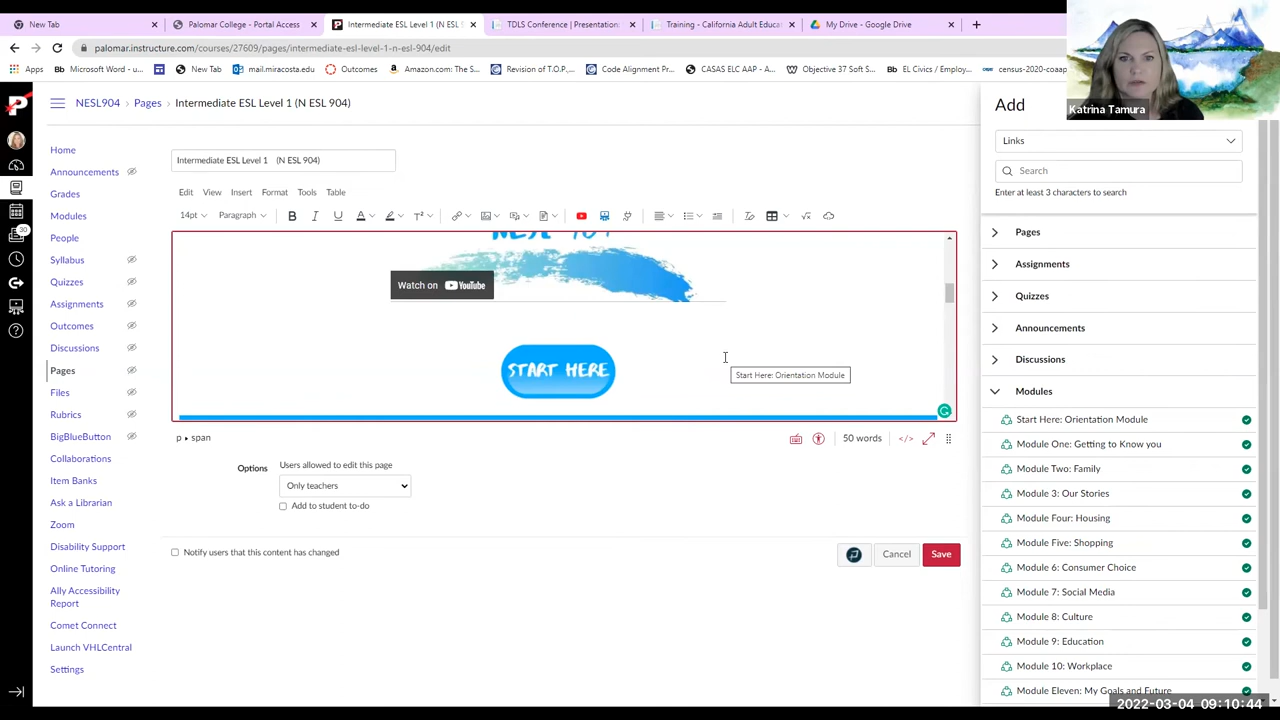 New Tab
Palomar College - Portal Access
Intermediate ESL Level 1 (N ESL 9
TDLS Conference | Presentation:
Training - California Adult Educa
My Drive - Google Drive
palomar.instructure.com/courses/27609/pages/intermediate-esl-level-1-n-esl-904/edit
Apps
Bb Microsoft Word - u...
New Tab
mail.miracosta.edu
Outcomes
Amazon.com: The S...
Revision of T.O.P,...
Code Alignment Pr...
CASAS ELC AAP - A...
Objective 37 Soft S...
Bb EL Civics / Employ...
census-2020-coaap
Katrina Tamura
NESL904 › Pages › Intermediate ESL Level 1 (N ESL 904)
Home
Announcements
Grades
Modules
People
Syllabus
Quizzes
Assignments
Outcomes
Discussions
Pages
Files
Rubrics
BigBlueButton
Collaborations
Item Banks
Ask a Librarian
Zoom
Disability Support
Online Tutoring
Ally Accessibility
Report
Comet Connect
Launch VHLCentral
Settings
30
Intermediate ESL Level 1 (N ESL 904)
Edit View Insert Format Tools Table
14pt Paragraph B I U A T²
NESL 904
Watch on YouTube
START HERE
Start Here: Orientation Module
p ▸ span
50 words
</>
Options
Users allowed to edit this page
Only teachers
Add to student to-do
Notify users that this content has changed
Cancel
Save
Add
Links
Search
Enter at least 3 characters to search
Pages
Assignments
Quizzes
Announcements
Discussions
Modules
Start Here: Orientation Module
Module One: Getting to Know you
Module Two: Family
Module 3: Our Stories
Module Four: Housing
Module Five: Shopping
Module 6: Consumer Choice
Module 7: Social Media
Module 8: Culture
Module 9: Education
Module 10: Workplace
Module Eleven: My Goals and Future
2022-03-04 09:10:44